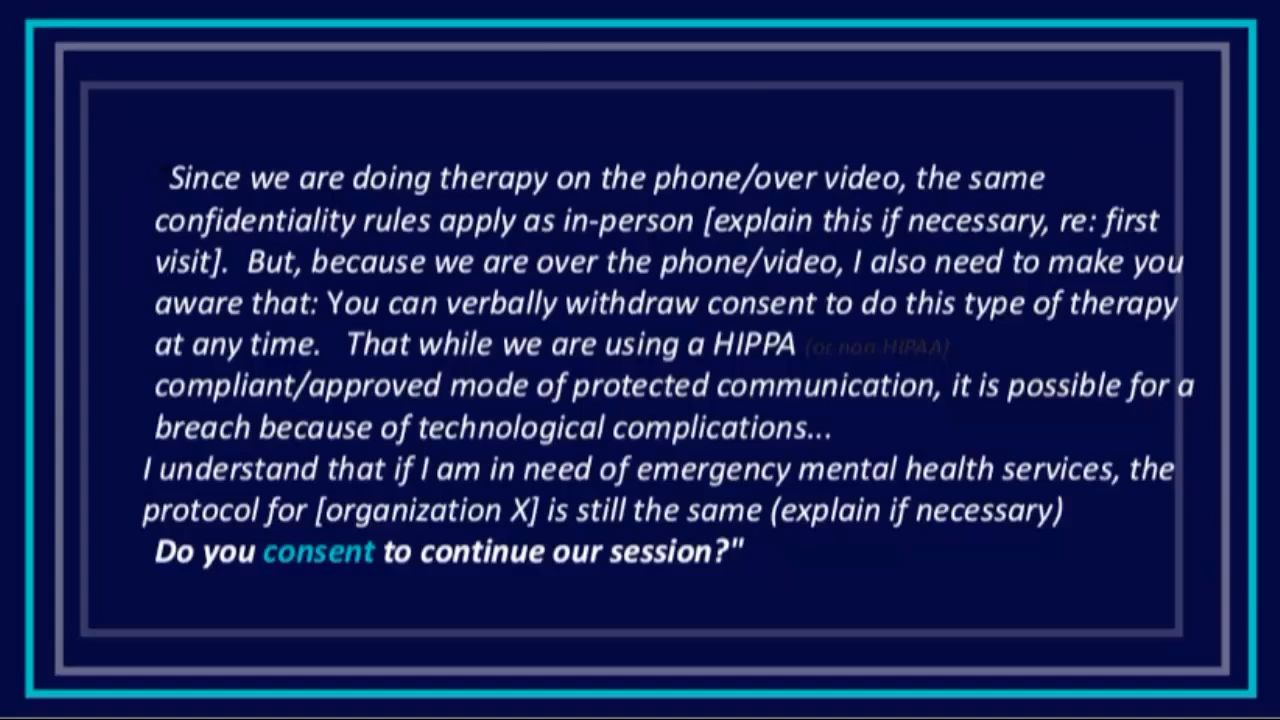 "Since we are doing therapy on the phone/over video, the same
confidentiality rules apply as in-person [explain this if necessary, re: first
visit].  But, because we are over the phone/video, I also need to make you
aware that: You can verbally withdraw consent to do this type of therapy
at any time.   That while we are using a HIPPA (or non HIPAA)
compliant/approved mode of protected communication, it is possible for a
breach because of technological complications...
I understand that if I am in need of emergency mental health services, the
protocol for [organization X] is still the same (explain if necessary)
Do you consent to continue our session?"